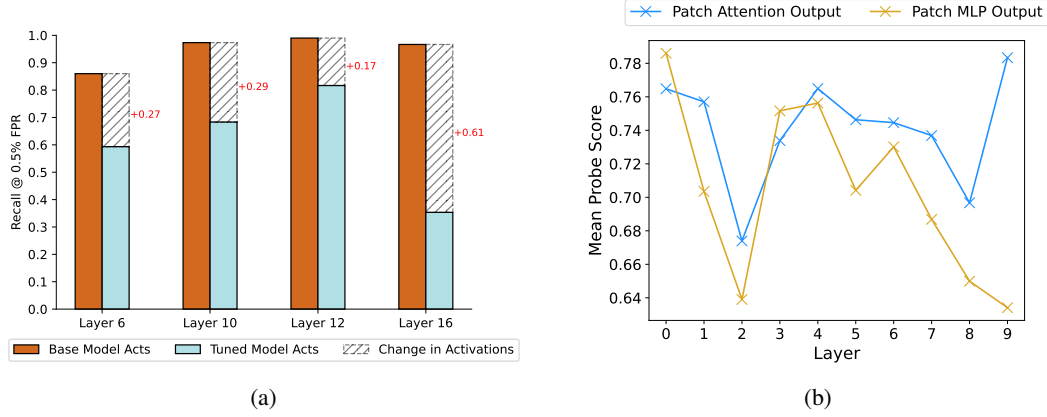 1.0
0.9
0.8
0.7
0.6
0.5
0.4
0.3
0.2
0.1
0.0
Recall @ 0.5% FPR
+0.27
+0.29
+0.17
+0.61
Layer 6 Layer 10 Layer 12 Layer 16
Base Model Acts Tuned Model Acts Change in Activations
(a)
Patch Attention Output Patch MLP Output
0.78
0.76
0.74
0.72
0.70
0.68
0.66
0.64
Mean Probe Score
0 1 2 3 4 5 6 7 8 9
Layer
(b)